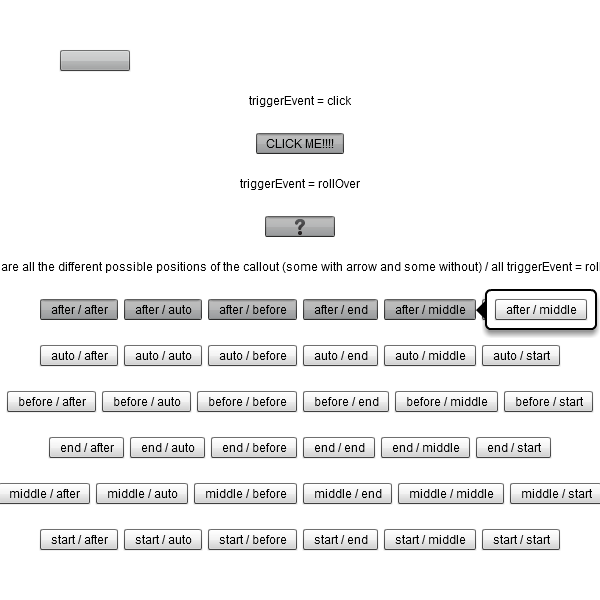 triggerEvent = click
CLICK ME!!!!
triggerEvent = rollOver
?
are all the different possible positions of the callout (some with arrow and some without) / all triggerEvent = rol
after / after after / auto after / before after / end after / middle after / middle
auto / after auto / auto auto / before auto / end auto / middle auto / start
before / after before / auto before / before before / end before / middle before / start
end / after end / auto end / before end / end end / middle end / start
middle / after middle / auto middle / before middle / end middle / middle middle / start
start / after start / auto start / before start / end start / middle start / start